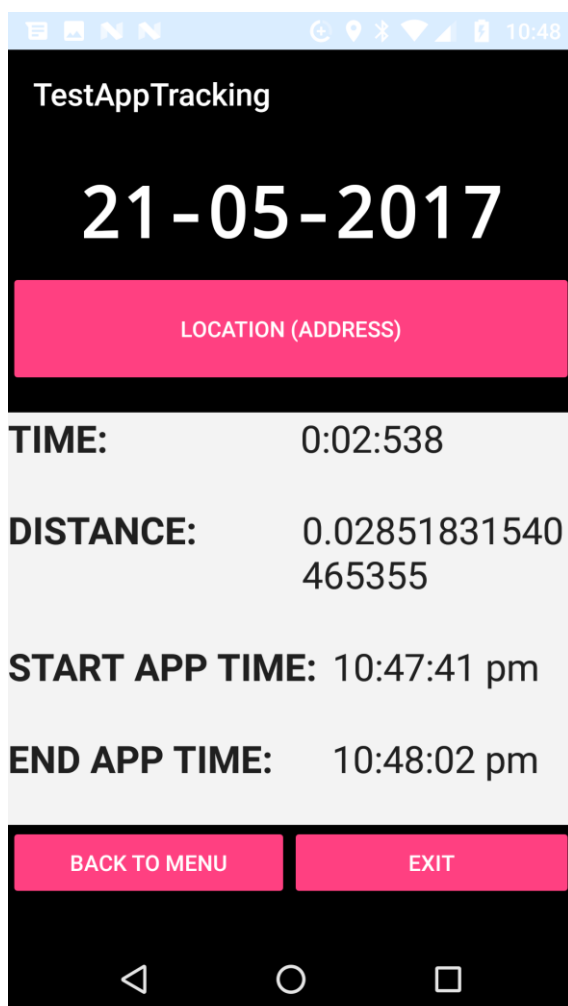 10:48
TestAppTracking
21-05-2017
LOCATION (ADDRESS)
TIME: 0:02:538
DISTANCE: 0.02851831540
465355
START APP TIME: 10:47:41 pm
END APP TIME: 10:48:02 pm
BACK TO MENU EXIT